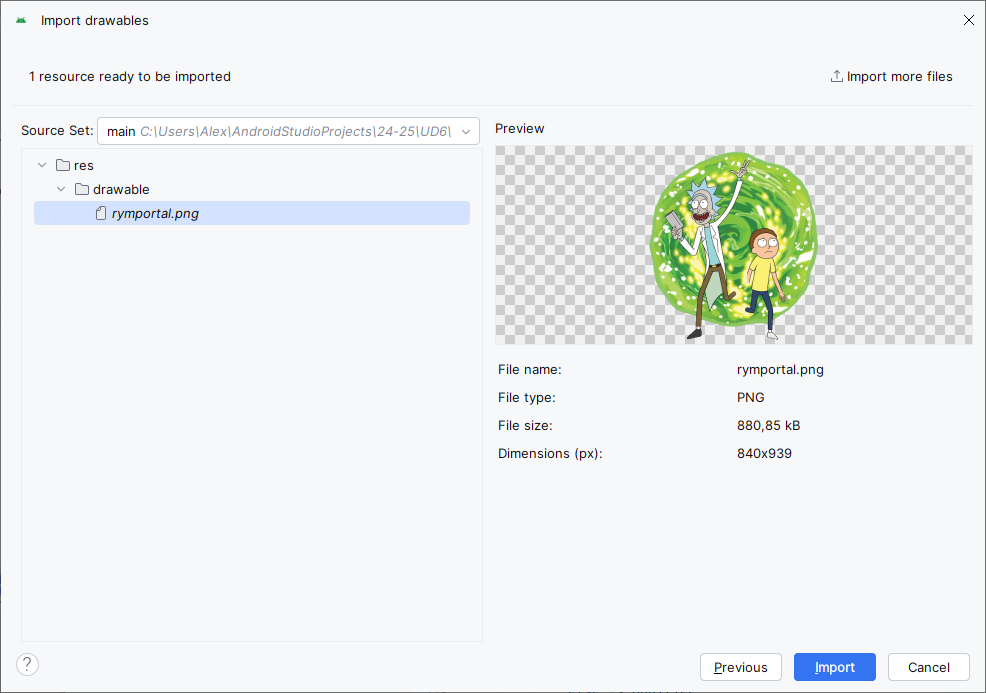 Import drawables
1 resource ready to be imported
Import more files
Source Set: main C:\Users\Alex\AndroidStudioProjects\24-25\UD6\
res
drawable
rymportal.png
Preview
File name: rymportal.png
File type: PNG
File size: 880,85 kB
Dimensions (px): 840x939
?
Previous
Import
Cancel